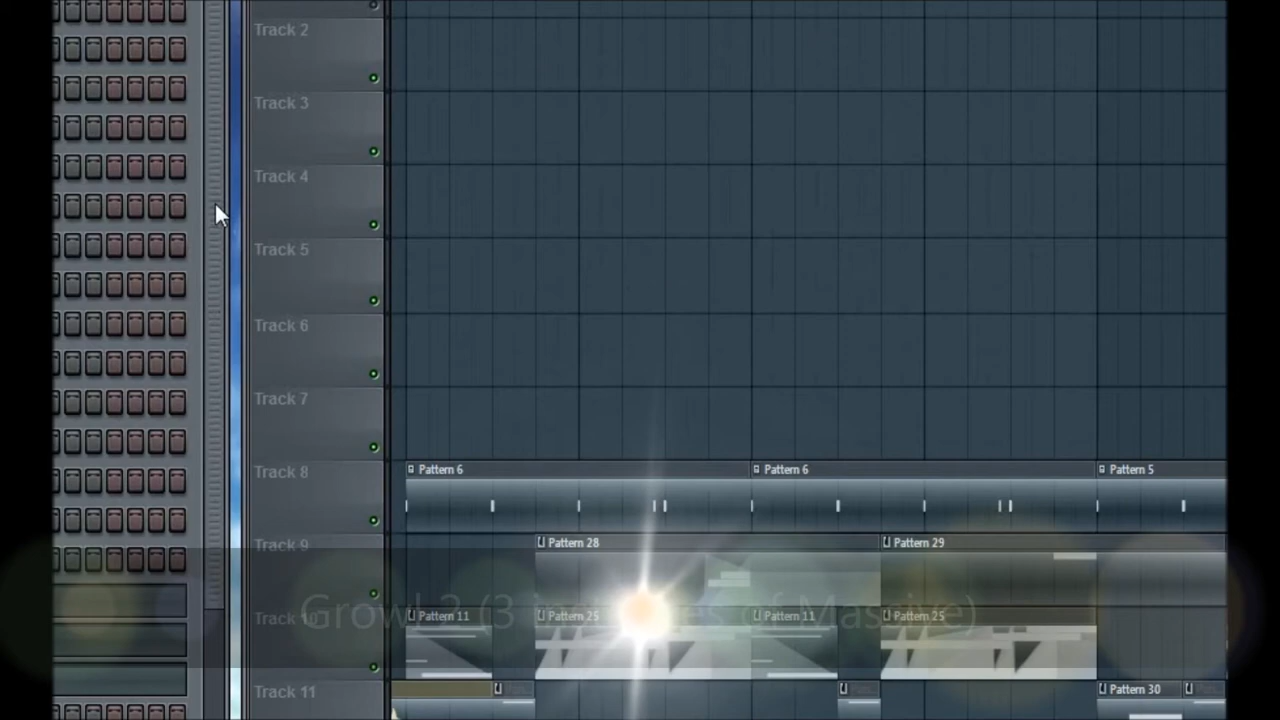 Track 2
Track 3
Track 4
Track 5
Track 6
Track 7
Track 8
Pattern 6
Pattern 6
Pattern 5
Track 9
Pattern 28
Pattern 29
Track 10
Pattern 11
Pattern 25
Pattern 11
Pattern 25
Growl 2 (3 instances of Massive)
Track 11
Pattern 30